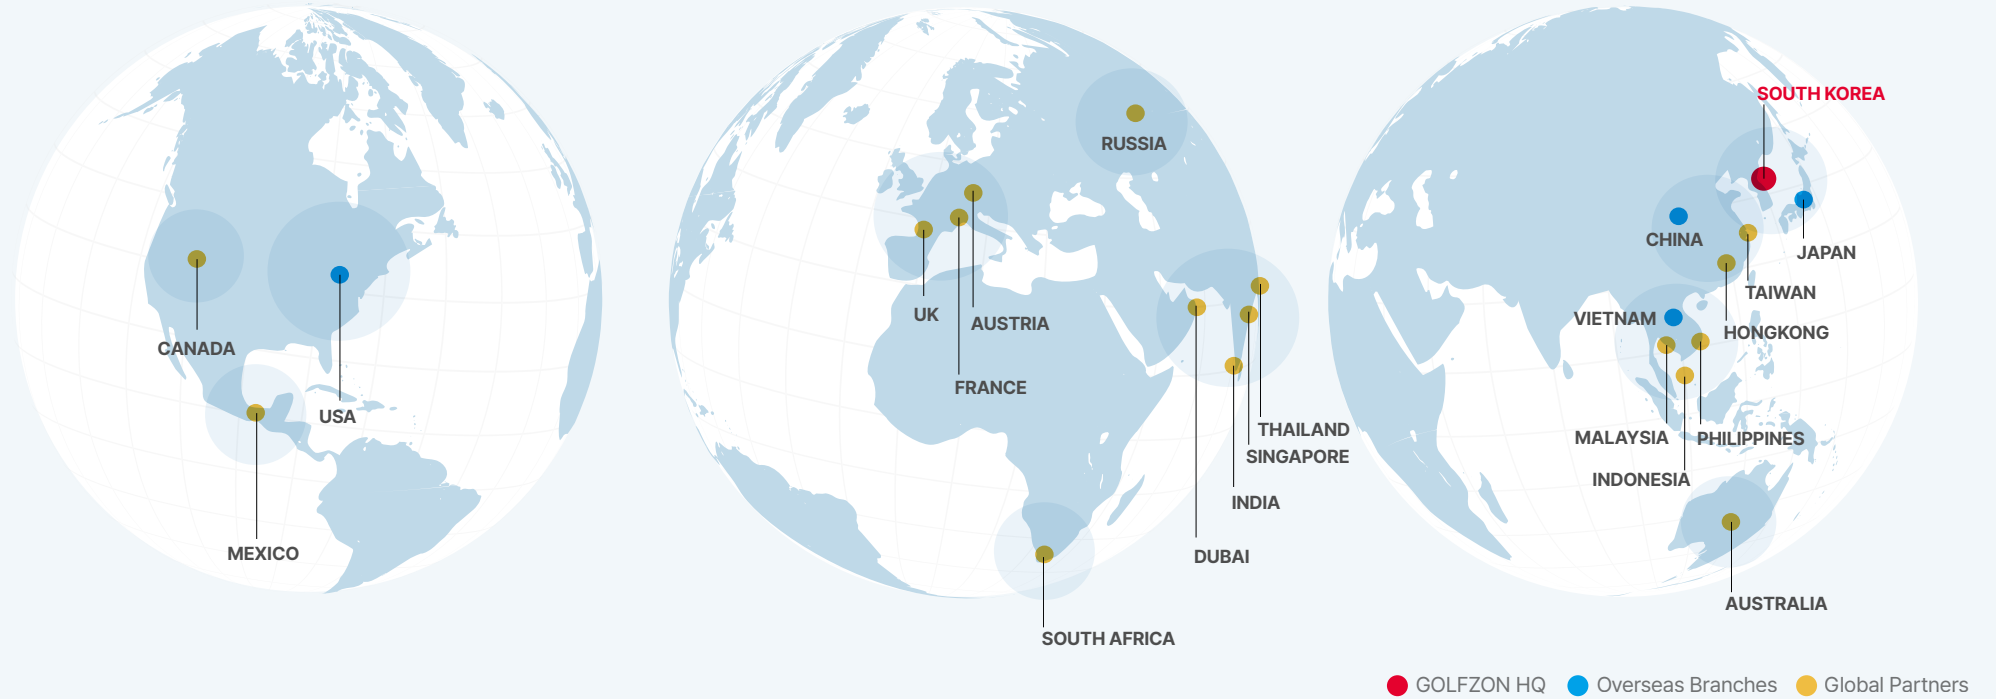 CANADA
USA
MEXICO
RUSSIA
UK
AUSTRIA
FRANCE
THAILAND
SINGAPORE
INDIA
DUBAI
SOUTH AFRICA
SOUTH KOREA
CHINA
JAPAN
TAIWAN
VIETNAM
HONGKONG
MALAYSIA
PHILIPPINES
INDONESIA
AUSTRALIA
GOLFZON HQ
Overseas Branches
Global Partners